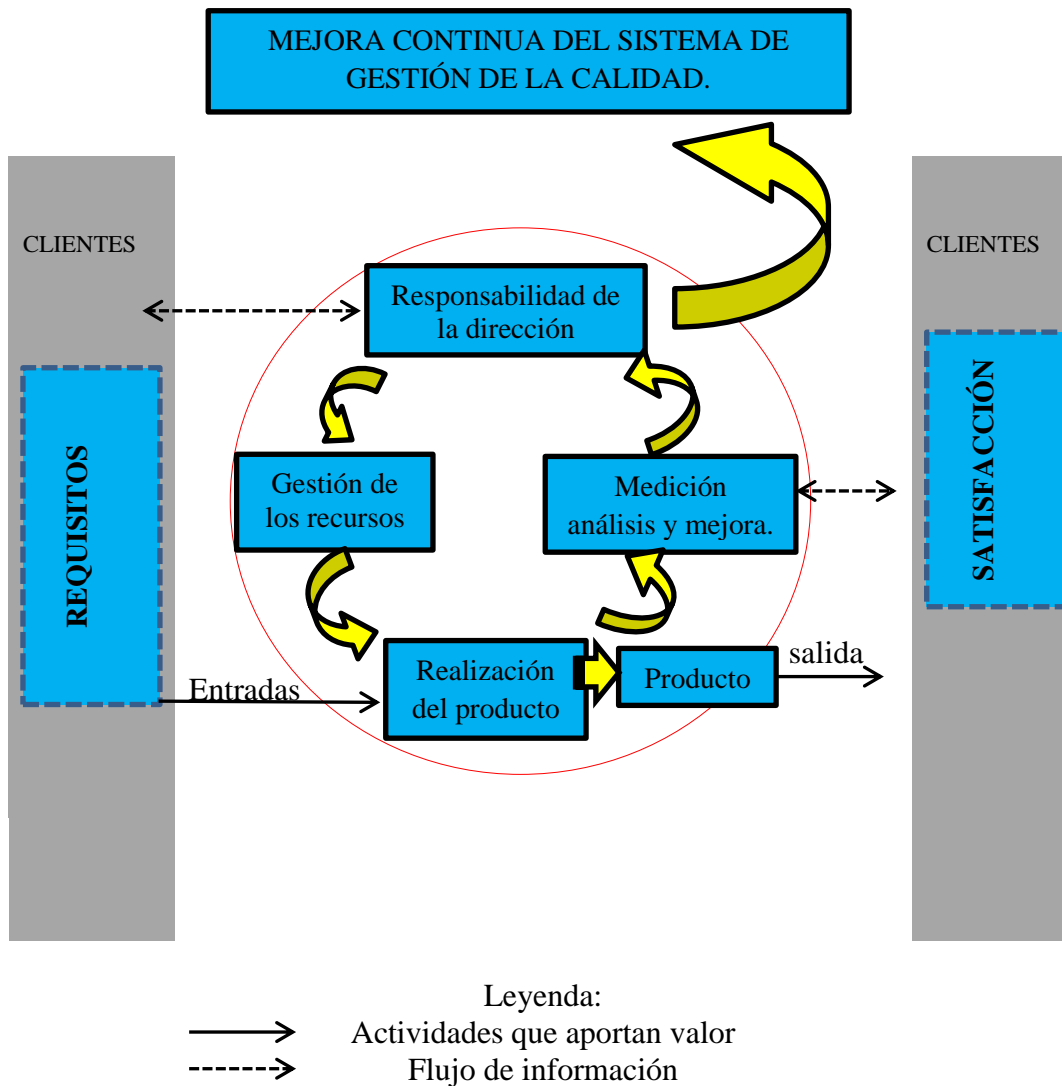 MEJORA CONTINUA DEL SISTEMA DE
GESTIÓN DE LA CALIDAD.
CLIENTES
CLIENTES
Responsabilidad de
la dirección
REQUISITOS
SATISFACCIÓN
Gestión de
los recursos
Medición
análisis y mejora.
Entradas
Realización
del producto
Producto
salida
Leyenda:
Actividades que aportan valor
Flujo de información